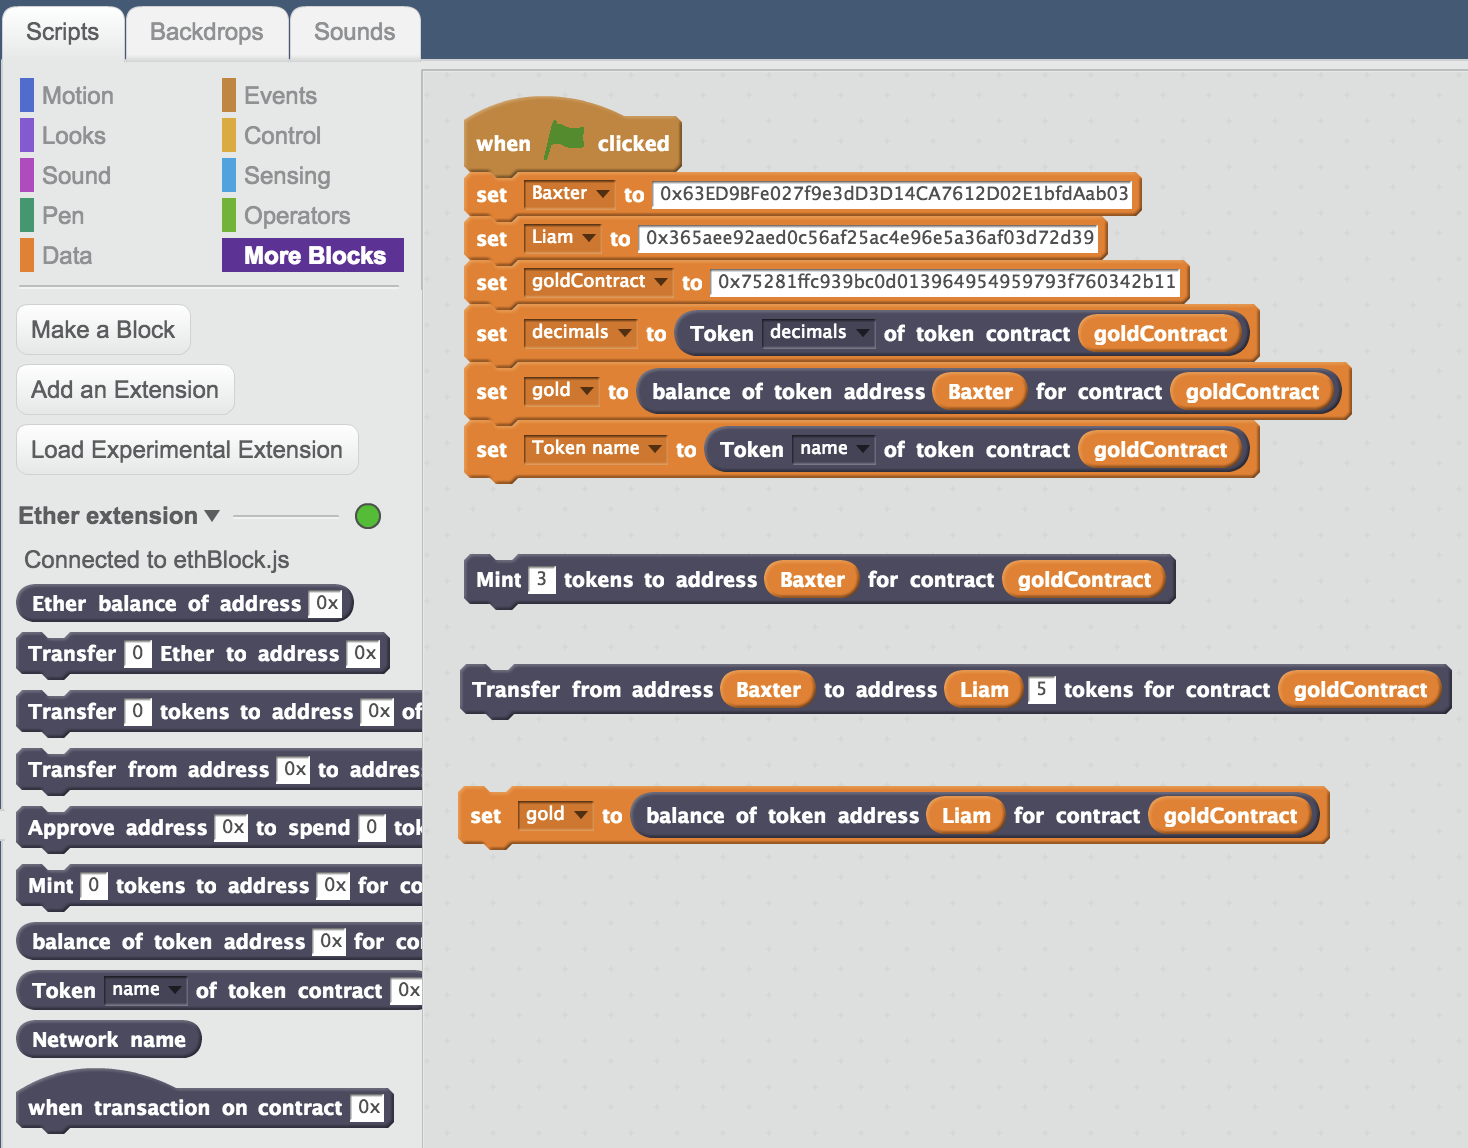 Scripts Backdrops Sounds
Motion Events
Looks Control
Sound Sensing
Pen Operators
Data More Blocks
Make a Block
Add an Extension
Load Experimental Extension
Ether extension
Connected to ethBlock.js
Ether balance of address 0x
Transfer 0 Ether to address 0x
Transfer 0 tokens to address 0x of
Transfer from address 0x to addres
Approve address 0x to spend 0 tok
Mint 0 tokens to address 0x for co
balance of token address 0x for co
Token name of token contract 0x
Network name
when transaction on contract 0x
when clicked
set Baxter to 0x63ED9BFe027f9e3dD3D14CA7612D02E1bfdAab03
set Liam to 0x365aee92aed0c56af25ac4e96e5a36af03d72d39
set goldContract to 0x75281ffc939bc0d013964954959793f760342b11
set decimals to Token decimals of token contract goldContract
set gold to balance of token address Baxter for contract goldContract
set Token name to Token name of token contract goldContract
Mint 3 tokens to address Baxter for contract goldContract
Transfer from address Baxter to address Liam 5 tokens for contract goldContract
set gold to balance of token address Liam for contract goldContract